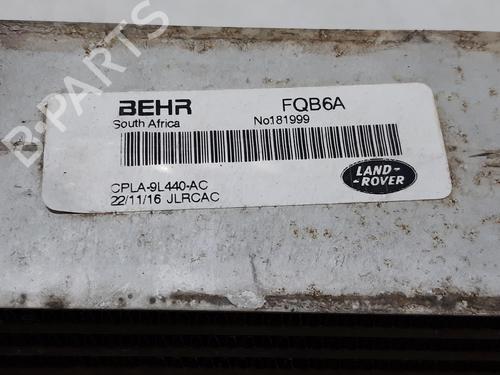 BEHR FQB6A
South Africa No181999
CPLA-9L440-AC
22/11/16 JLRCAC
LAND-
-ROVER
B-PARTS